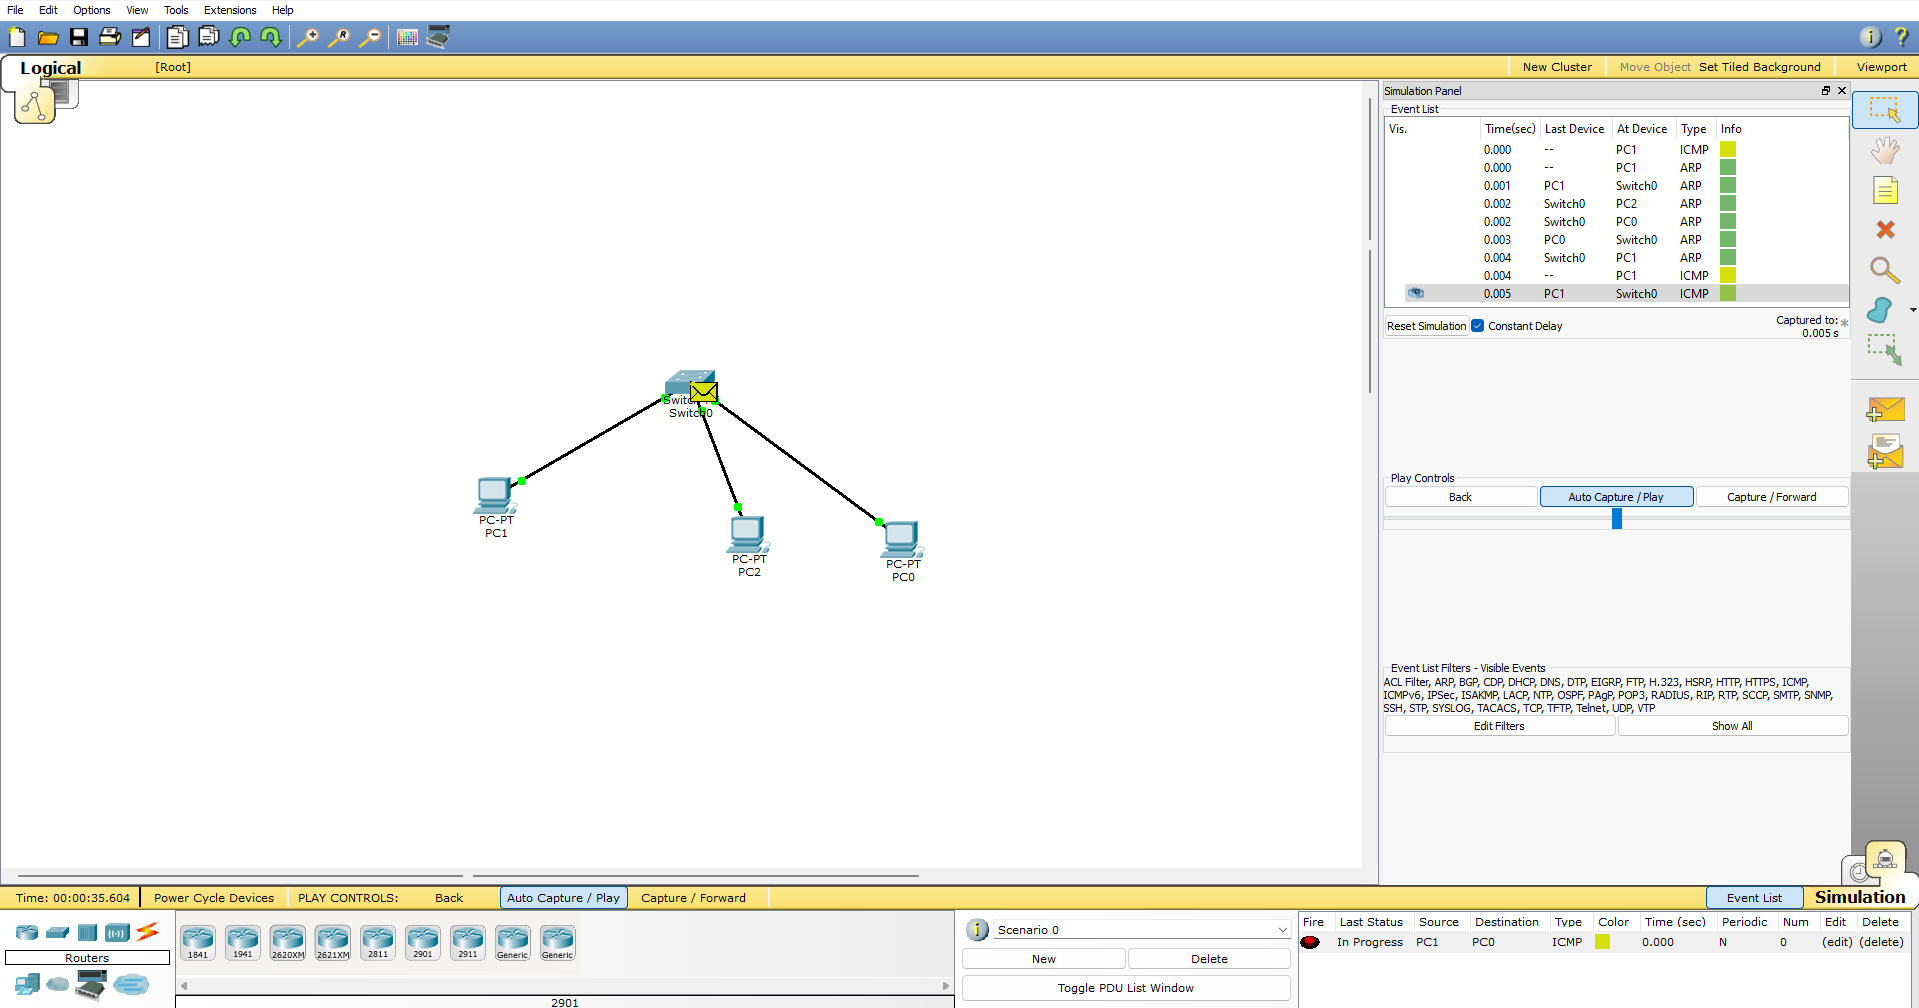 File Edit Options View Tools Extensions Help
Logical [Root] New Cluster Move Object Set Tiled Background Viewport
Simulation Panel
Event List
Vis. Time(sec) Last Device At Device Type Info
0.000 -- PC1 ICMP
0.000 -- PC1 ARP
0.001 PC1 Switch0 ARP
0.002 Switch0 PC2 ARP
0.002 Switch0 PC0 ARP
0.003 PC0 Switch0 ARP
0.004 Switch0 PC1 ARP
0.004 -- PC1 ICMP
0.005 PC1 Switch0 ICMP
Reset Simulation Constant Delay Captured to: *
0.005 s
Switch0
PC-PT
PC1
PC-PT
PC2
PC-PT
PC0
Play Controls
Back Auto Capture / Play Capture / Forward
Event List Filters - Visible Events
ACL Filter, ARP, BGP, CDP, DHCP, DNS, DTP, EIGRP, FTP, H.323, HSRP, HTTP, HTTPS, ICMP,
ICMPv6, IPSec, ISAKMP, LACP, NTP, OSPF, PAgP, POP3, RADIUS, RIP, RTP, SCCP, SMTP, SNMP,
SSH, STP, SYSLOG, TACACS, TCP, TFTP, Telnet, UDP, VTP
Edit Filters Show All
Time: 00:00:35.604 Power Cycle Devices PLAY CONTROLS: Back Auto Capture / Play Capture / Forward Event List Simulation
Routers
1841 1941 2620XM 2621XM 2811 2901 2911 Generic Generic
2901
Scenario 0
New Delete
Toggle PDU List Window
Fire Last Status Source Destination Type Color Time (sec) Periodic Num Edit Delete
In Progress PC1 PC0 ICMP 0.000 N 0 (edit) (delete)